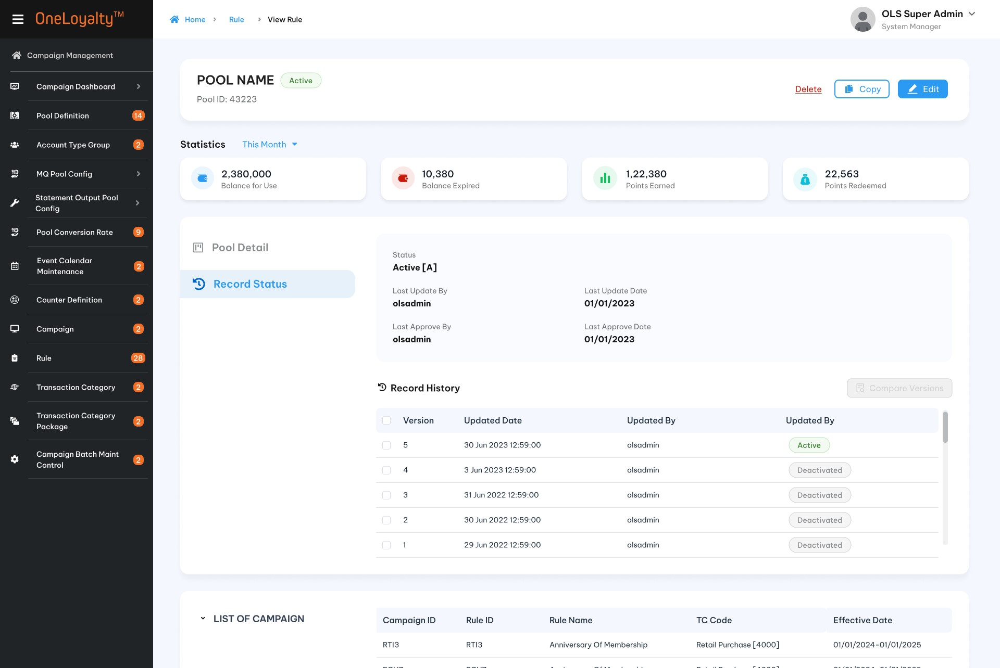 OneLoyalty™
Home
Rule
View Rule
OLS Super Admin
System Manager
Campaign Management
Campaign Dashboard
Pool Definition 14
Account Type Group 2
MQ Pool Config
Statement Output Pool
Config
Pool Conversion Rate 9
Event Calendar
Maintenance 2
Counter Definition 2
Campaign 2
Rule 28
Transaction Category 2
Transaction Category
Package 2
Campaign Batch Maint
Control 2
POOL NAME Active
Pool ID: 43223
Delete Copy Edit
Statistics This Month
2,380,000
Balance for Use
10,380
Balance Expired
1,22,380
Points Earned
22,563
Points Redeemed
Pool Detail
Record Status
Status
Active [A]
Last Update By Last Update Date
olsadmin 01/01/2023
Last Approve By Last Approve Date
olsadmin 01/01/2023
Record History Compare Versions
Version Updated Date Updated By Updated By
5 30 Jun 2023 12:59:00 olsadmin Active
4 3 Jun 2023 12:59:00 olsadmin Deactivated
3 31 Jun 2022 12:59:00 olsadmin Deactivated
2 30 Jun 2022 12:59:00 olsadmin Deactivated
1 29 Jun 2022 12:59:00 olsadmin Deactivated
LIST OF CAMPAIGN
Campaign ID Rule ID Rule Name TC Code Effective Date
RTI3 RTI3 Anniversary Of Membership Retail Purchase [4000] 01/01/2024-01/01/2025